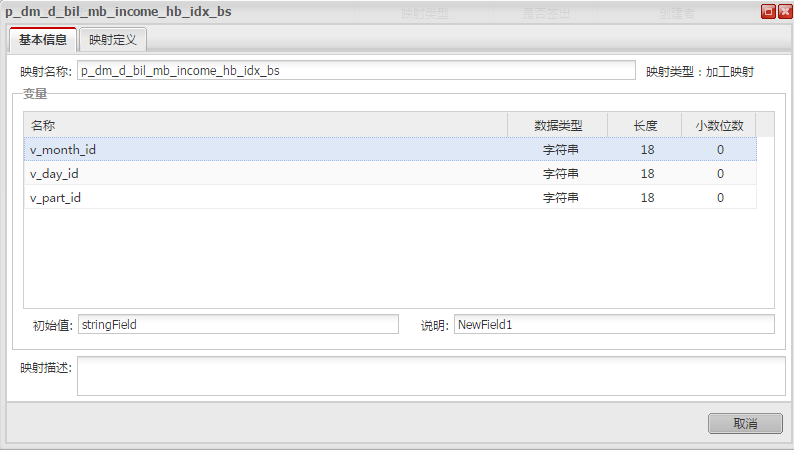 映射类型 是否签出 创建者
p_dm_d_bil_mb_income_hb_idx_bs
基本信息 映射定义
映射名称: p_dm_d_bil_mb_income_hb_idx_bs 映射类型：加工映射
变量
名称 数据类型 长度 小数位数
v_month_id 字符串 18 0
v_day_id 字符串 18 0
v_part_id 字符串 18 0
初始值: stringField 说明: NewField1
映射描述:
取消